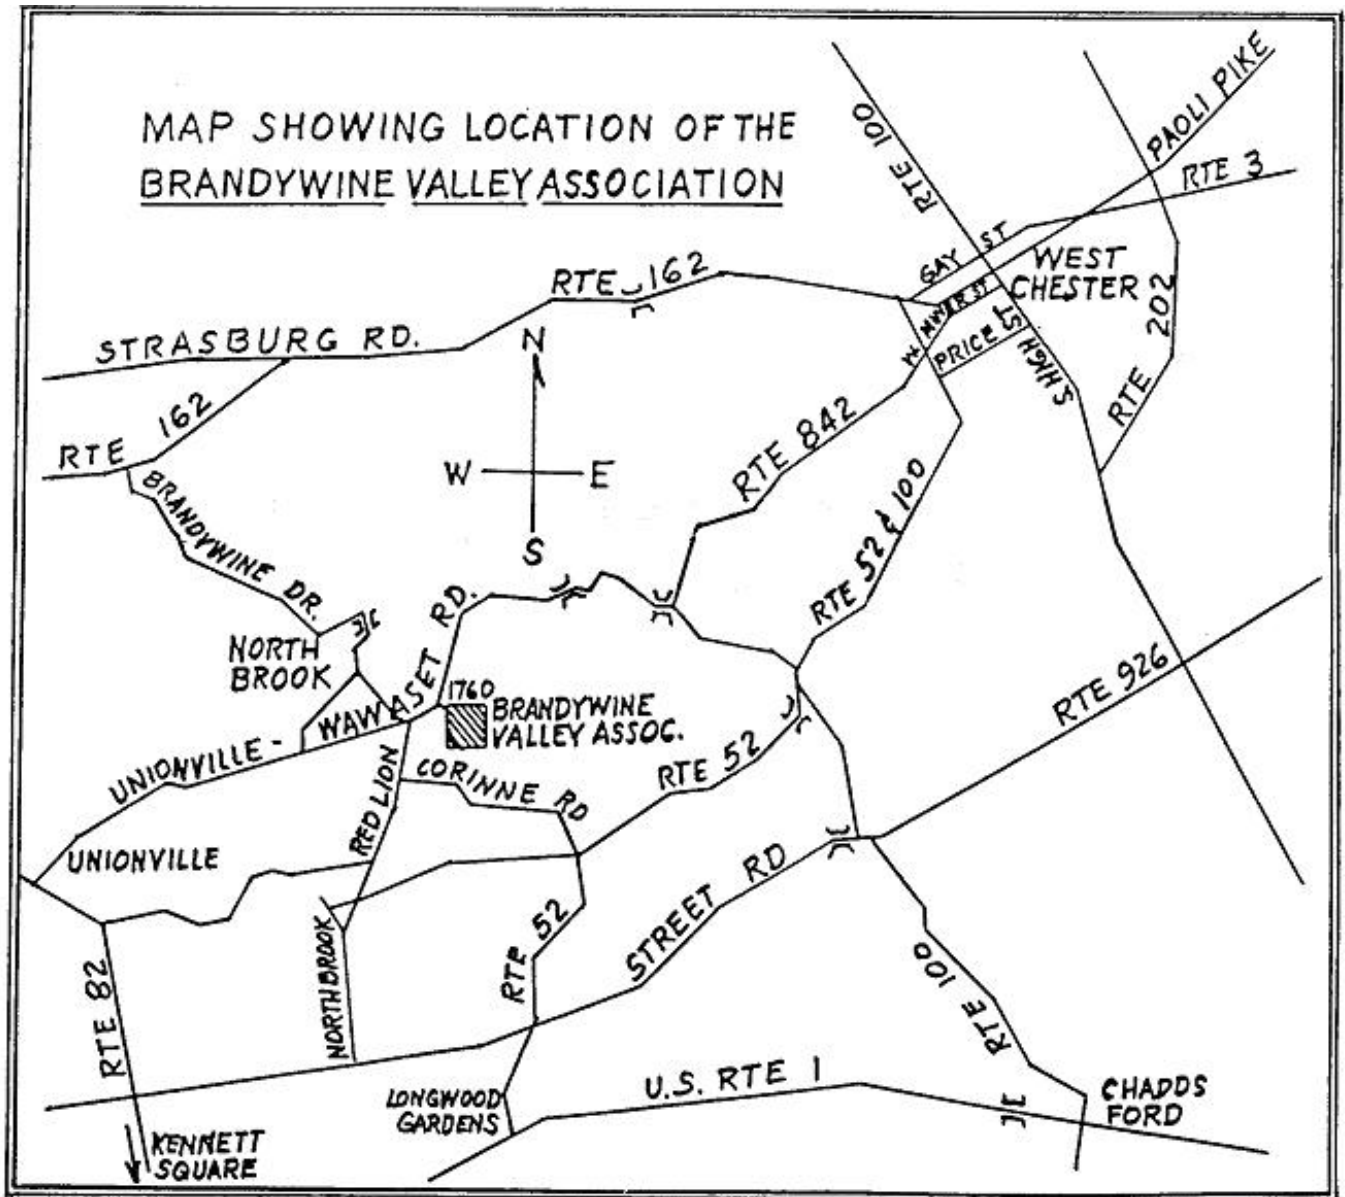 MAP SHOWING LOCATION OF THE
BRANDYWINE VALLEY ASSOCIATION
RTE 100
PAOLI PIKE
RTE 3
GAY ST
WEST
CHESTER
RTE 162
W. MINER ST
PRICE ST
S. HIGH
RTE 202
STRASBURG RD.
N
W E
S
RTE 162
RTE 842
BRANDYWINE DR.
RTE 52 & 100
NORTH
BROOK
UNIONVILLE - WAWASET RD.
1760
BRANDYWINE
VALLEY ASSOC.
RTE 926
RED LION
CORINNE RD
RTE 52
UNIONVILLE
STREET RD
RTE 52
NORTHBROOK
RTE 82
RTE 100
LONGWOOD
GARDENS
U.S. RTE 1
CHADDS
FORD
KENNETT
SQUARE